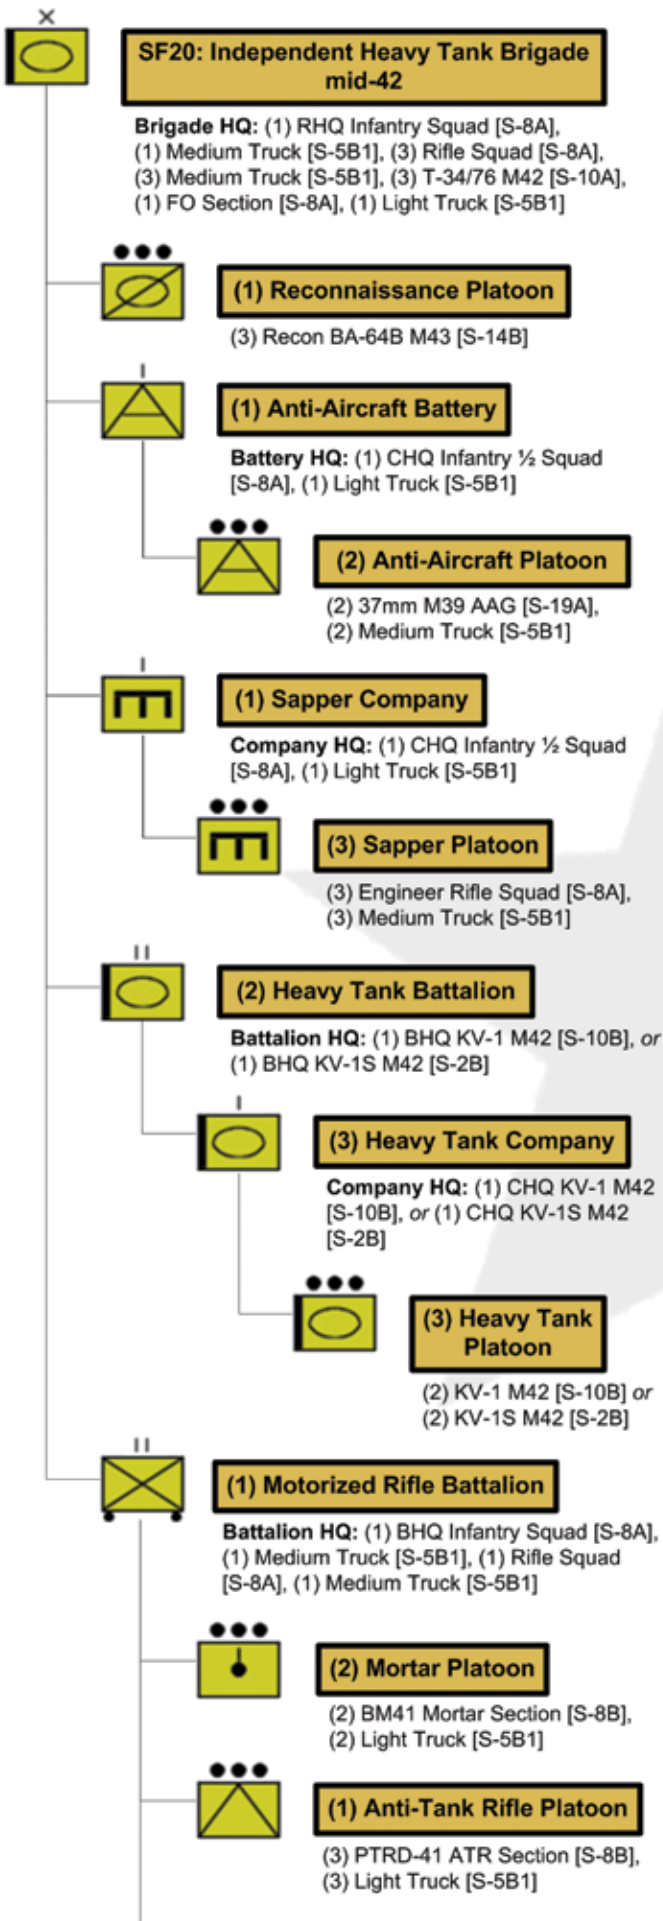 SF20: Independent Heavy Tank Brigade
mid-42
Brigade HQ: (1) RHQ Infantry Squad [S-8A],
(1) Medium Truck [S-5B1], (3) Rifle Squad [S-8A],
(3) Medium Truck [S-5B1], (3) T-34/76 M42 [S-10A],
(1) FO Section [S-8A], (1) Light Truck [S-5B1]
(1) Reconnaissance Platoon
(3) Recon BA-64B M43 [S-14B]
(1) Anti-Aircraft Battery
Battery HQ: (1) CHQ Infantry ½ Squad
[S-8A], (1) Light Truck [S-5B1]
(2) Anti-Aircraft Platoon
(2) 37mm M39 AAG [S-19A],
(2) Medium Truck [S-5B1]
(1) Sapper Company
Company HQ: (1) CHQ Infantry ½ Squad
[S-8A], (1) Light Truck [S-5B1]
(3) Sapper Platoon
(3) Engineer Rifle Squad [S-8A],
(3) Medium Truck [S-5B1]
(2) Heavy Tank Battalion
Battalion HQ: (1) BHQ KV-1 M42 [S-10B], or
(1) BHQ KV-1S M42 [S-2B]
(3) Heavy Tank Company
Company HQ: (1) CHQ KV-1 M42
[S-10B], or (1) CHQ KV-1S M42
[S-2B]
(3) Heavy Tank
Platoon
(2) KV-1 M42 [S-10B] or
(2) KV-1S M42 [S-2B]
(1) Motorized Rifle Battalion
Battalion HQ: (1) BHQ Infantry Squad [S-8A],
(1) Medium Truck [S-5B1], (1) Rifle Squad
[S-8A], (1) Medium Truck [S-5B1]
(2) Mortar Platoon
(2) BM41 Mortar Section [S-8B],
(2) Light Truck [S-5B1]
(1) Anti-Tank Rifle Platoon
(3) PTRD-41 ATR Section [S-8B],
(3) Light Truck [S-5B1]